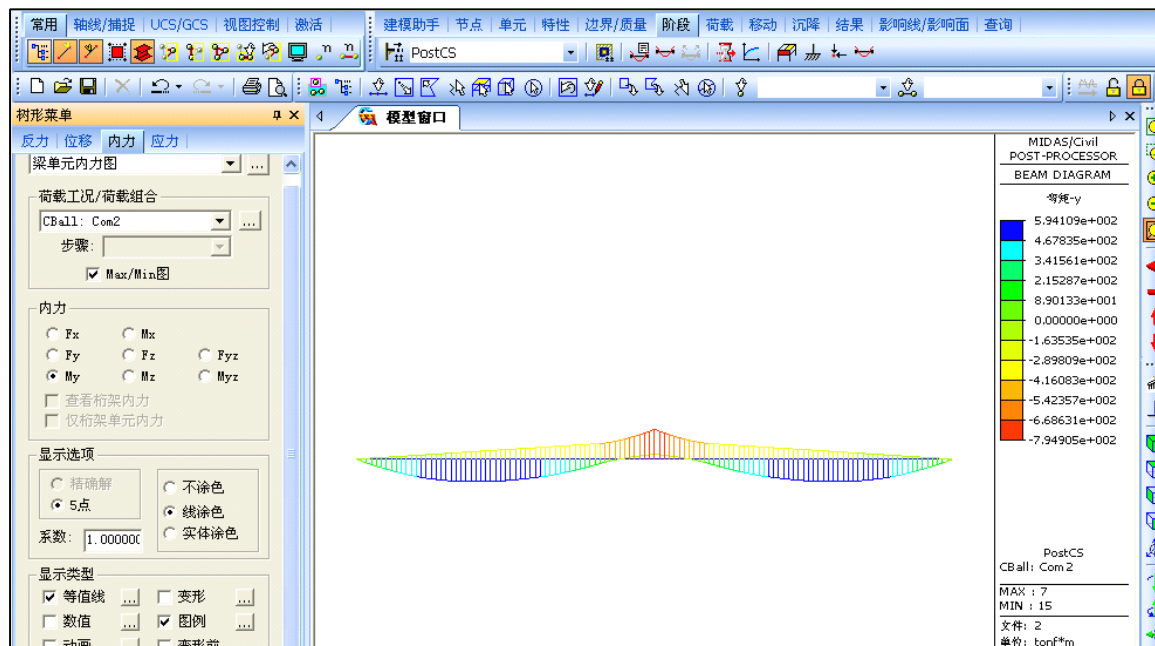 常用 轴线/捕捉 UCS/GCS 视图控制 激活 建模助手 节点 单元 特性 边界/质量 阶段 荷载 移动 沉降 结果 影响线/影响面 查询
PostCS
树形菜单
模型窗口
反力 位移 内力 应力
梁单元内力图
荷载工况/荷载组合
CBall: Com2
步骤:
Max/Min图
内力
Fx Mx
Fy Fz Fyz
My Mz Myz
查看桁架内力
仅桁架单元内力
显示选项
精确解
5点
系数: 1.000000
不涂色
线涂色
实体涂色
显示类型
等值线 ... 变形 ...
数值 ... 图例 ...
动画 ... 变形前
MIDAS/Civil
POST-PROCESSOR
BEAM DIAGRAM
弯矩-y
5.94109e+002
4.67835e+002
3.41561e+002
2.15287e+002
8.90133e+001
0.00000e+000
-1.63535e+002
-2.89809e+002
-4.16083e+002
-5.42357e+002
-6.68631e+002
-7.94905e+002
PostCS
CBall: Com2
MAX : 7
MIN : 15
文件: 2
单位: tonf*m